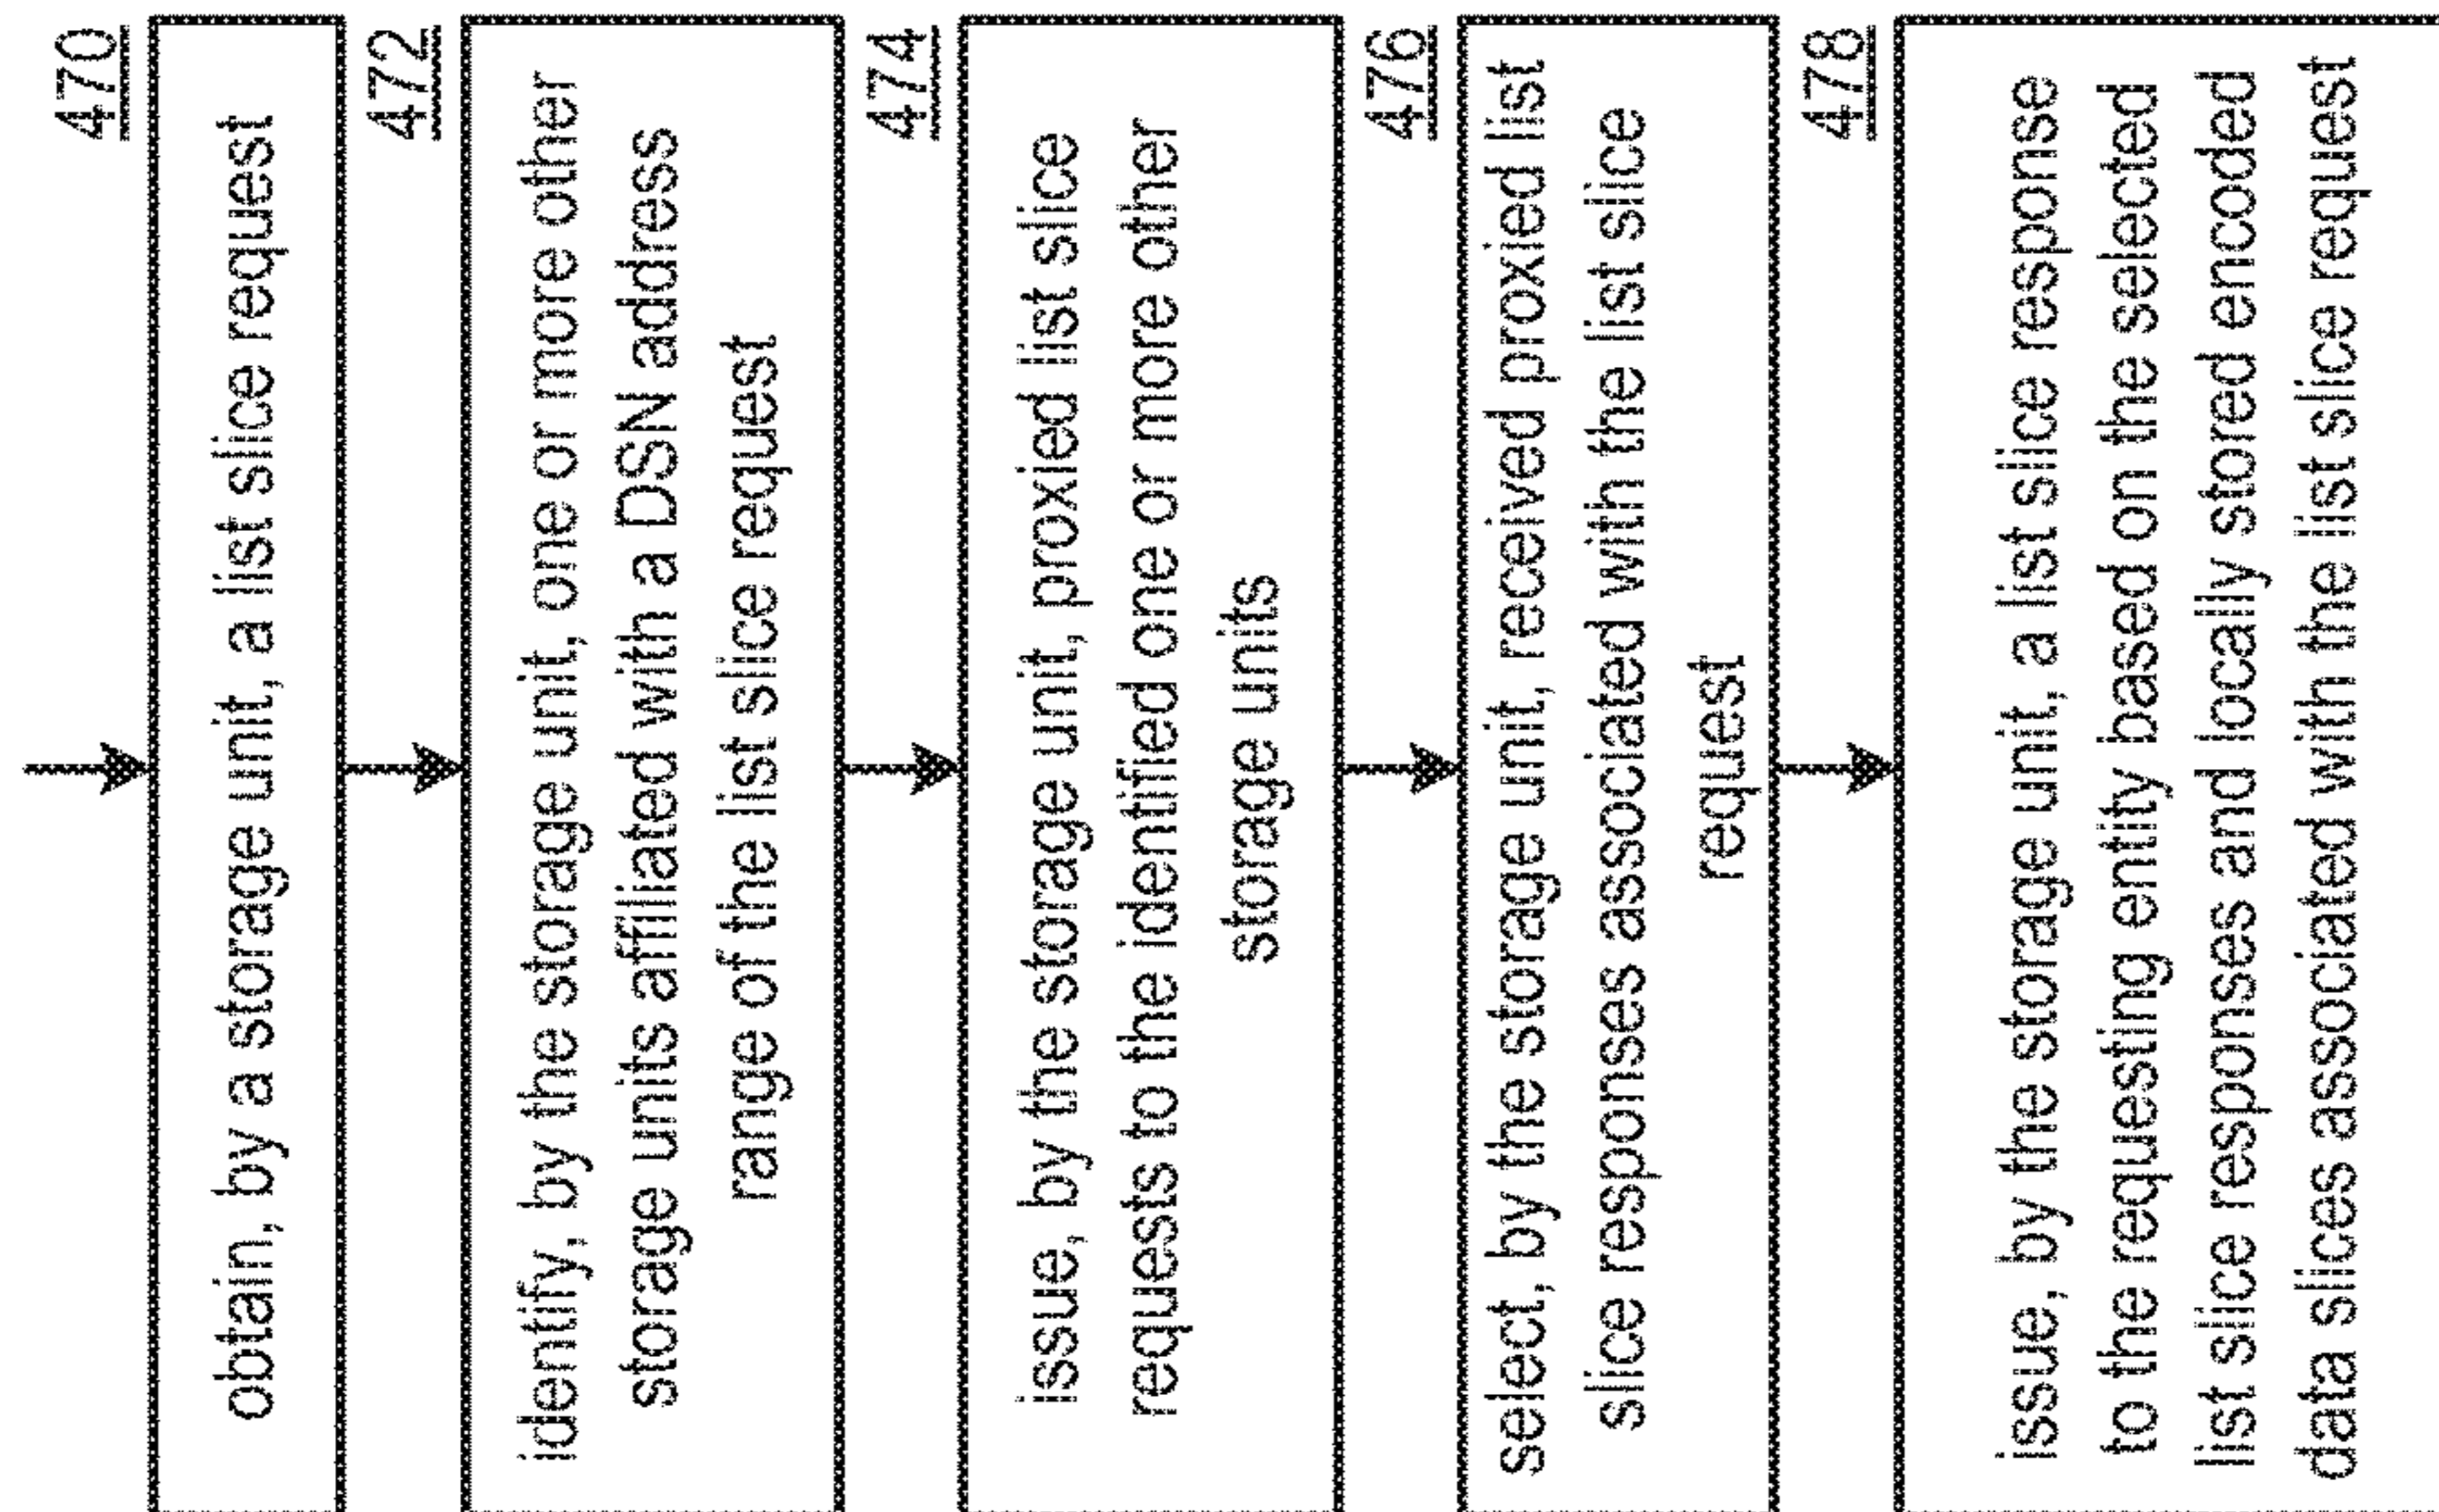 470
obtain, by a storage unit, a list slice request
472
identify, by the storage unit, one or more other
storage units affiliated with a DSN address
range of the list slice request
474
issue, by the storage unit, proxied list slice
requests to the identified one or more other
storage units
476
select, by the storage unit, received proxied list
slice responses associated with the list slice
request
478
issue, by the storage unit, a list slice response
to the requesting entity based on the selected
list slice responses and locally stored encoded
data slices associated with the list slice request